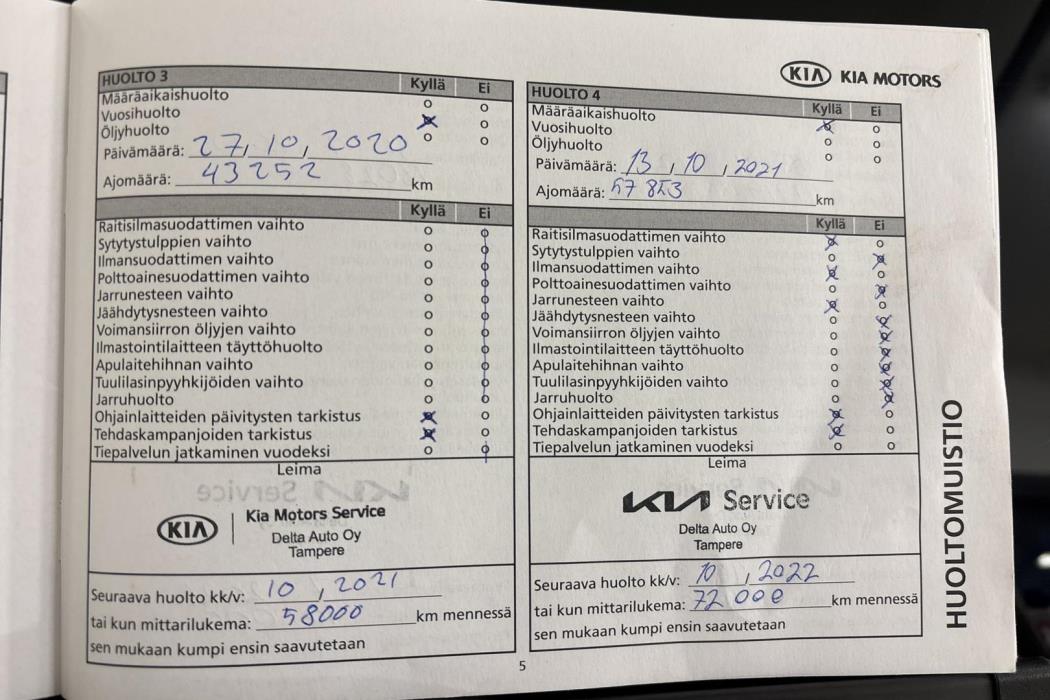 HUOLTO 3 Kyllä Ei
Määräaikaishuolto
Vuosihuolto
Öljyhuolto
Päivämäärä: 27, 10, 2020
Ajomäärä: 43252 km
Kyllä Ei
Raitisilmasuodattimen vaihto
Sytytystulppien vaihto
Ilmansuodattimen vaihto
Polttoainesuodattimen vaihto
Jarrunesteen vaihto
Jäähdytysnesteen vaihto
Voimansiirron öljyjen vaihto
Ilmastointilaitteen täyttöhuolto
Apulaitehihnan vaihto
Tuulilasinpyyhkijöiden vaihto
Jarruhuolto
Ohjainlaitteiden päivitysten tarkistus
Tehdaskampanjoiden tarkistus
Tiepalvelun jatkaminen vuodeksi
Leima
KIA Kia Motors Service
Delta Auto Oy
Tampere
Seuraava huolto kk/v: 10 , 2021
tai kun mittarilukema: 58000 km mennessä
sen mukaan kumpi ensin saavutetaan
KIA KIA MOTORS
HUOLTO 4 Kyllä Ei
Määräaikaishuolto
Vuosihuolto
Öljyhuolto
Päivämäärä: 13 , 10 , 2021
Ajomäärä: 57 853 km
Kyllä Ei
Raitisilmasuodattimen vaihto
Sytytystulppien vaihto
Ilmansuodattimen vaihto
Polttoainesuodattimen vaihto
Jarrunesteen vaihto
Jäähdytysnesteen vaihto
Voimansiirron öljyjen vaihto
Ilmastointilaitteen täyttöhuolto
Apulaitehihnan vaihto
Tuulilasinpyyhkijöiden vaihto
Jarruhuolto
Ohjainlaitteiden päivitysten tarkistus
Tehdaskampanjoiden tarkistus
Tiepalvelun jatkaminen vuodeksi
Leima
KIA Service
Delta Auto Oy
Tampere
Seuraava huolto kk/v: 10 , 2022
tai kun mittarilukema: 72 000 km mennessä
sen mukaan kumpi ensin saavutetaan
HUOLTOMUISTIO
5